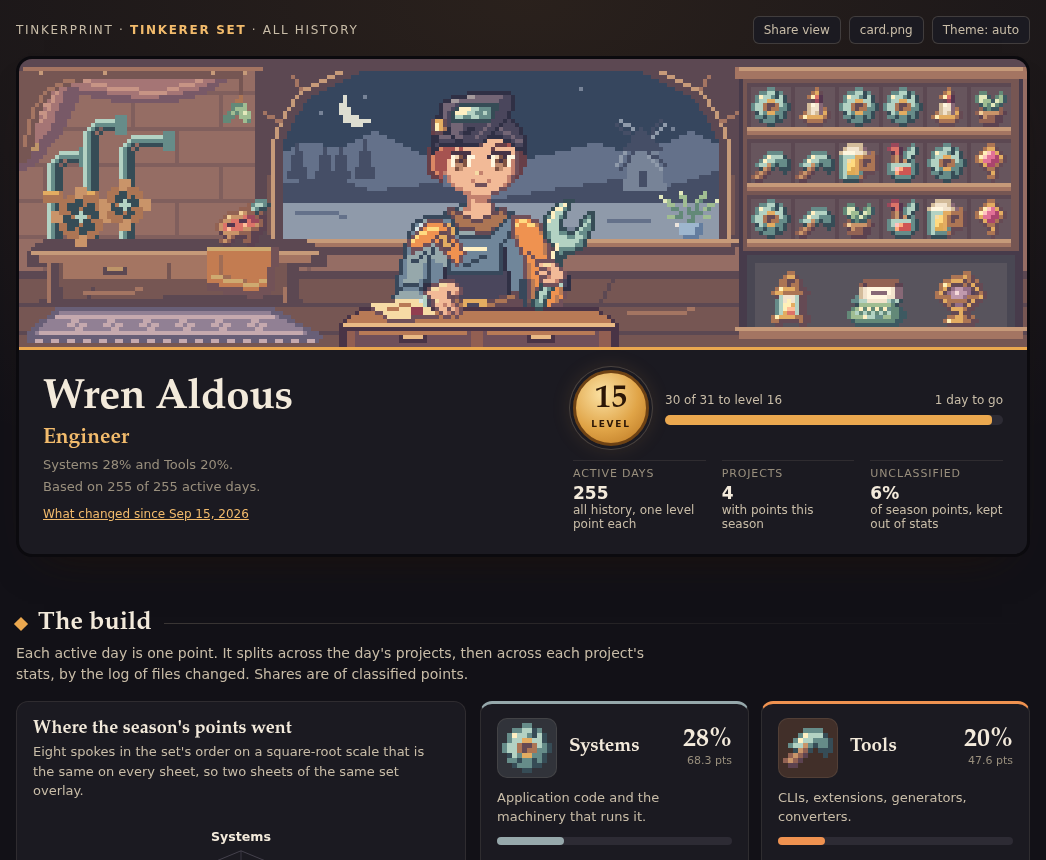 TINKERPRINT · TINKERER SET · ALL HISTORY
Share view
card.png
Theme: auto
Wren Aldous
Engineer
Systems 28% and Tools 20%.
Based on 255 of 255 active days.
What changed since Sep 15, 2026
15
LEVEL
30 of 31 to level 16
1 day to go
ACTIVE DAYS
255
all history, one level
point each
PROJECTS
4
with points this
season
UNCLASSIFIED
6%
of season points, kept
out of stats
The build
Each active day is one point. It splits across the day's projects, then across each project's
stats, by the log of files changed. Shares are of classified points.
Where the season's points went
Eight spokes in the set's order on a square-root scale that is
the same on every sheet, so two sheets of the same set
overlay.
Systems
Systems
28%
68.3 pts
Application code and the
machinery that runs it.
Tools
20%
47.6 pts
CLIs, extensions, generators,
converters.